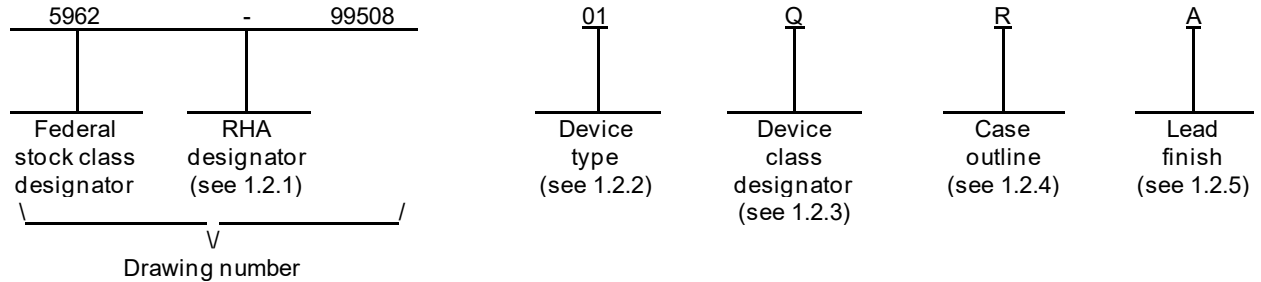 5962 - 99508 01 Q R A
Federal stock class designator
RHA designator (see 1.2.1)
Device type (see 1.2.2)
Device class designator (see 1.2.3)
Case outline (see 1.2.4)
Lead finish (see 1.2.5)
\ /
\/
Drawing number